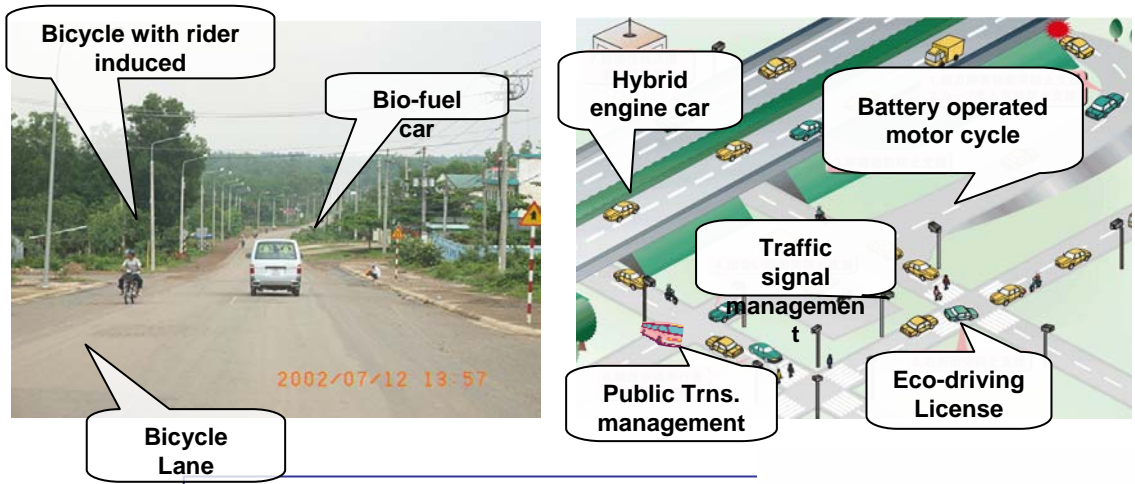 Bicycle with rider
induced
Bio-fuel
car
2002/07/12 13:57
Bicycle
Lane
Hybrid
engine car
Battery operated
motor cycle
Traffic
signal
managemen
t
Public Trns.
management
Eco-driving
License